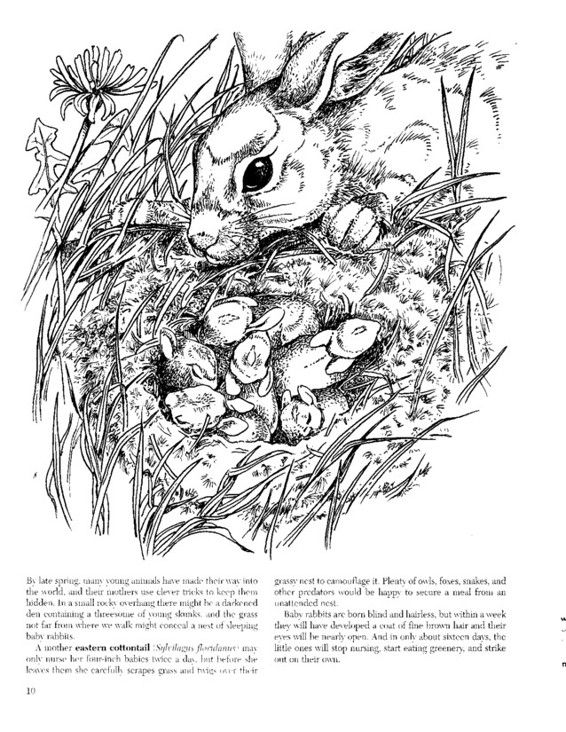 By late spring, many young animals have made their way into
the world, and their mothers use clever tricks to keep them
hidden. In a small rocky overhang there might be a darkened
den containing a threesome of young skunks, and the grass
not far from where we walk might conceal a nest of sleeping
baby rabbits.
A mother eastern cottontail (Sylvilagus floridanus) may
only nurse her four-inch babies twice a day, but before she
leaves them she carefully scrapes grass and twigs over their
grassy nest to camouflage it. Plenty of owls, foxes, snakes, and
other predators would be happy to secure a meal from an
unattended nest.
Baby rabbits are born blind and hairless, but within a week
they will have developed a coat of fine brown hair and their
eyes will be nearly open. And in only about sixteen days, the
little ones will stop nursing, start eating greenery, and strike
out on their own.
10